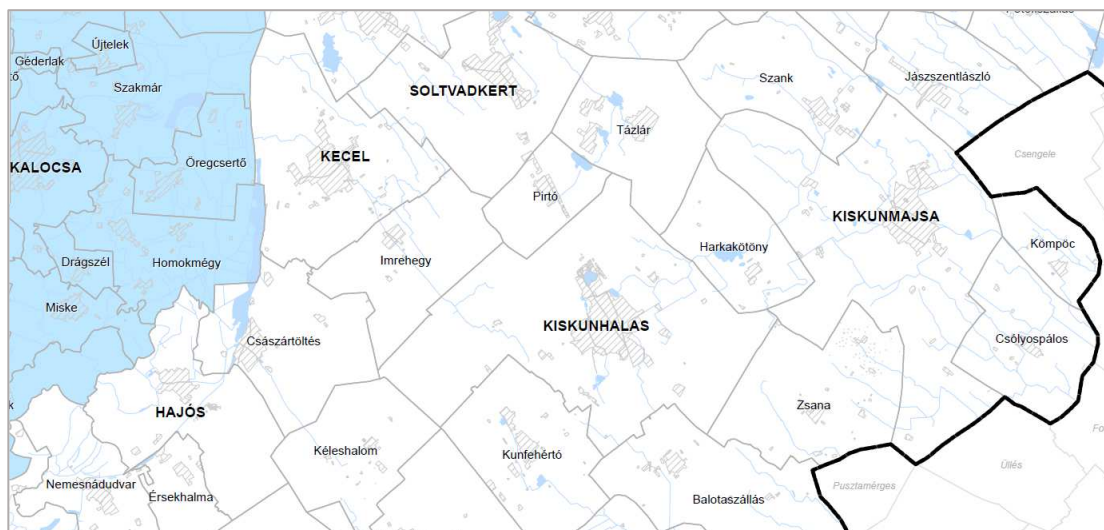 Újtelek
Géderlak
Szakmár
SOLTVADKERT
Szank
Jászszentlászló
Tázlár
KALOCSA
Öregcsertő
KECEL
Csengele
Pirtó
KISKUNMAJSA
Harkakötöny
Kömpöc
Drágszél
Homokmégy
Imrehegy
Miske
KISKUNHALAS
Császártöltés
Csólyospálos
HAJÓS
Zsana
Kéleshalom
Kunfehértó
Üllés
Nemesnádudvar
Érsekhalma
Balotaszállás
Pusztamérges